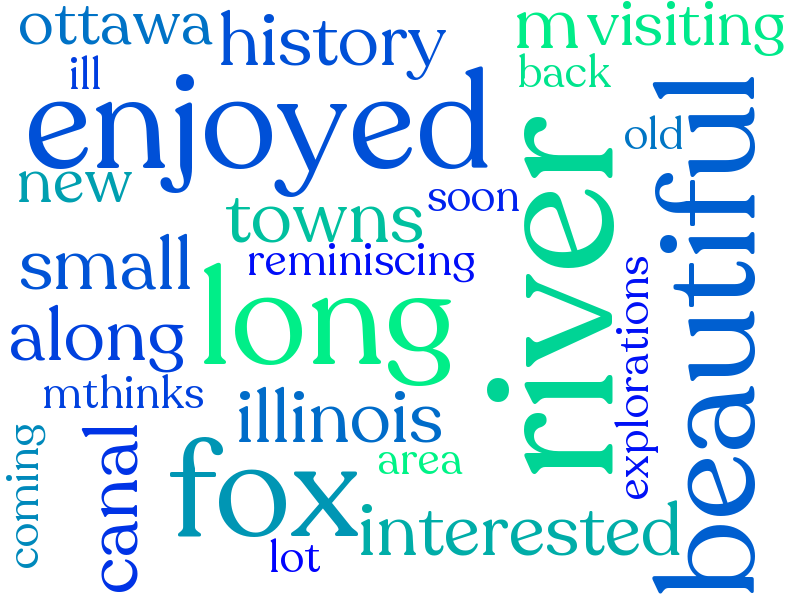 ottawa
history
m
visiting
ill
back
enjoyed
old
new
soon
towns
river
beautiful
small
reminiscing
long
explorations
along
mthinks
illinois
coming
canal
fox
area
interested
lot